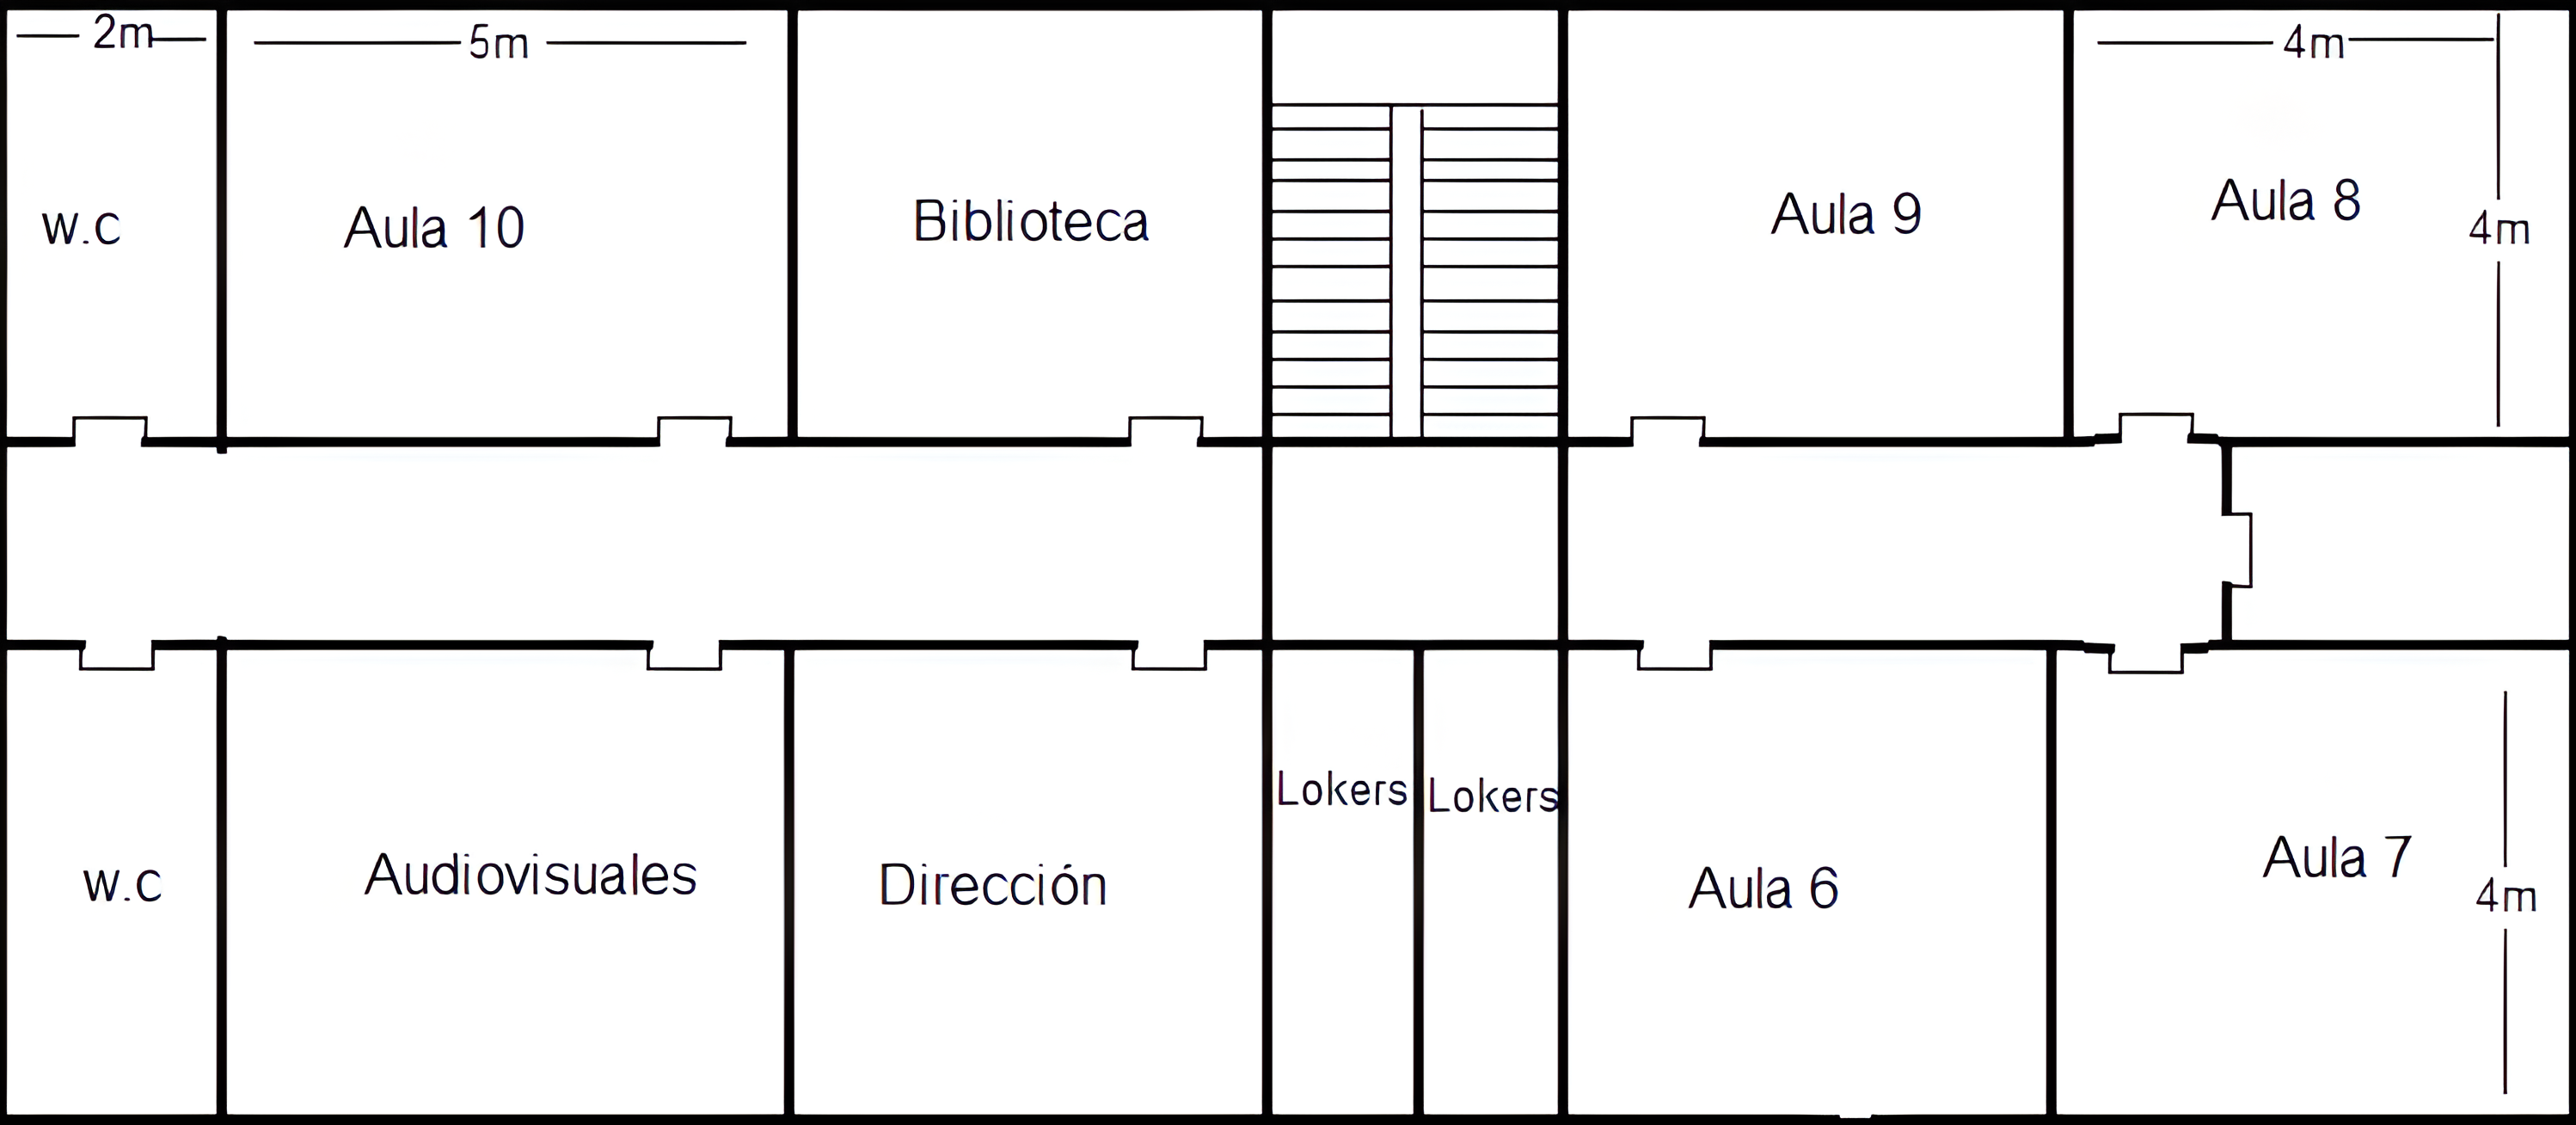 2m
5m
4m
w.c
Aula 10
Biblioteca
Aula 9
Aula 8
4m
Lokers
Lokers
w.c
Audiovisuales
Dirección
Aula 6
Aula 7
4m